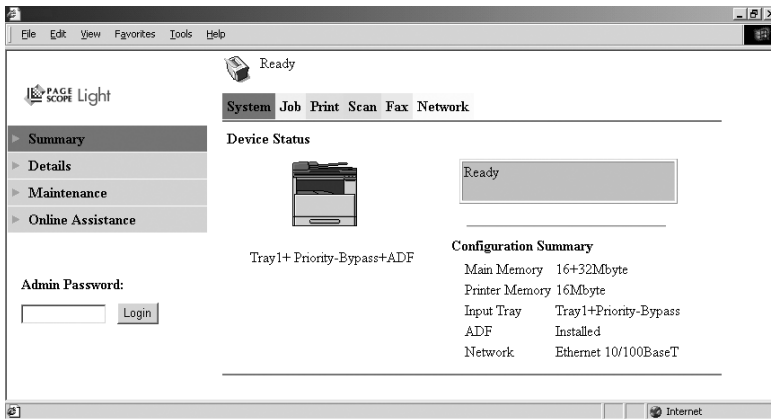 File Edit View Favorites Tools Help
Ready
PAGE SCOPE Light
System Job Print Scan Fax Network
Summary
Details
Maintenance
Online Assistance
Admin Password:
Login
Device Status
Tray1+ Priority-Bypass+ADF
Ready
Configuration Summary
Main Memory 16+32Mbyte
Printer Memory 16Mbyte
Input Tray Tray1+Priority-Bypass
ADF Installed
Network Ethernet 10/100BaseT
Internet